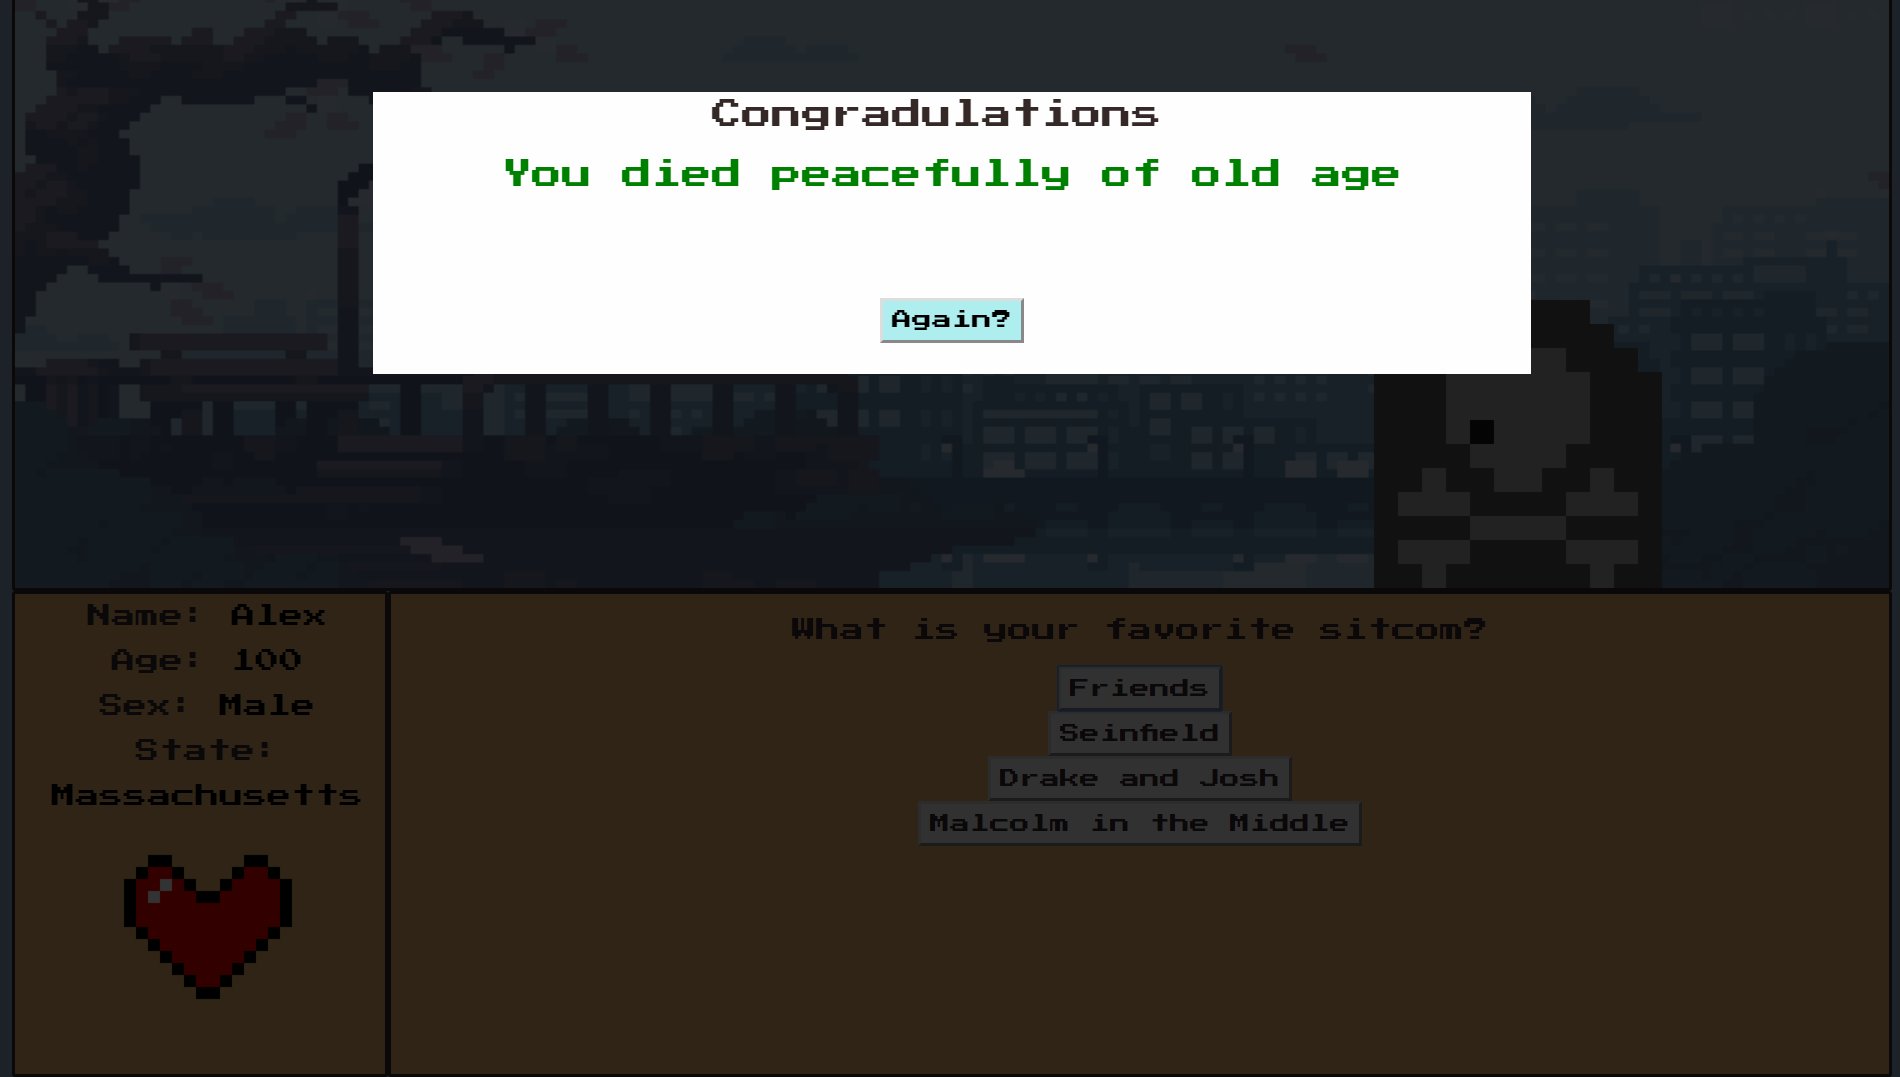 Congradulations
You died peacefully of old age
Again?
Name: Alex
Age: 100
Sex: Male
State:
Massachusetts
What is your favorite sitcom?
Friends
Seinfield
Drake and Josh
Malcolm in the Middle